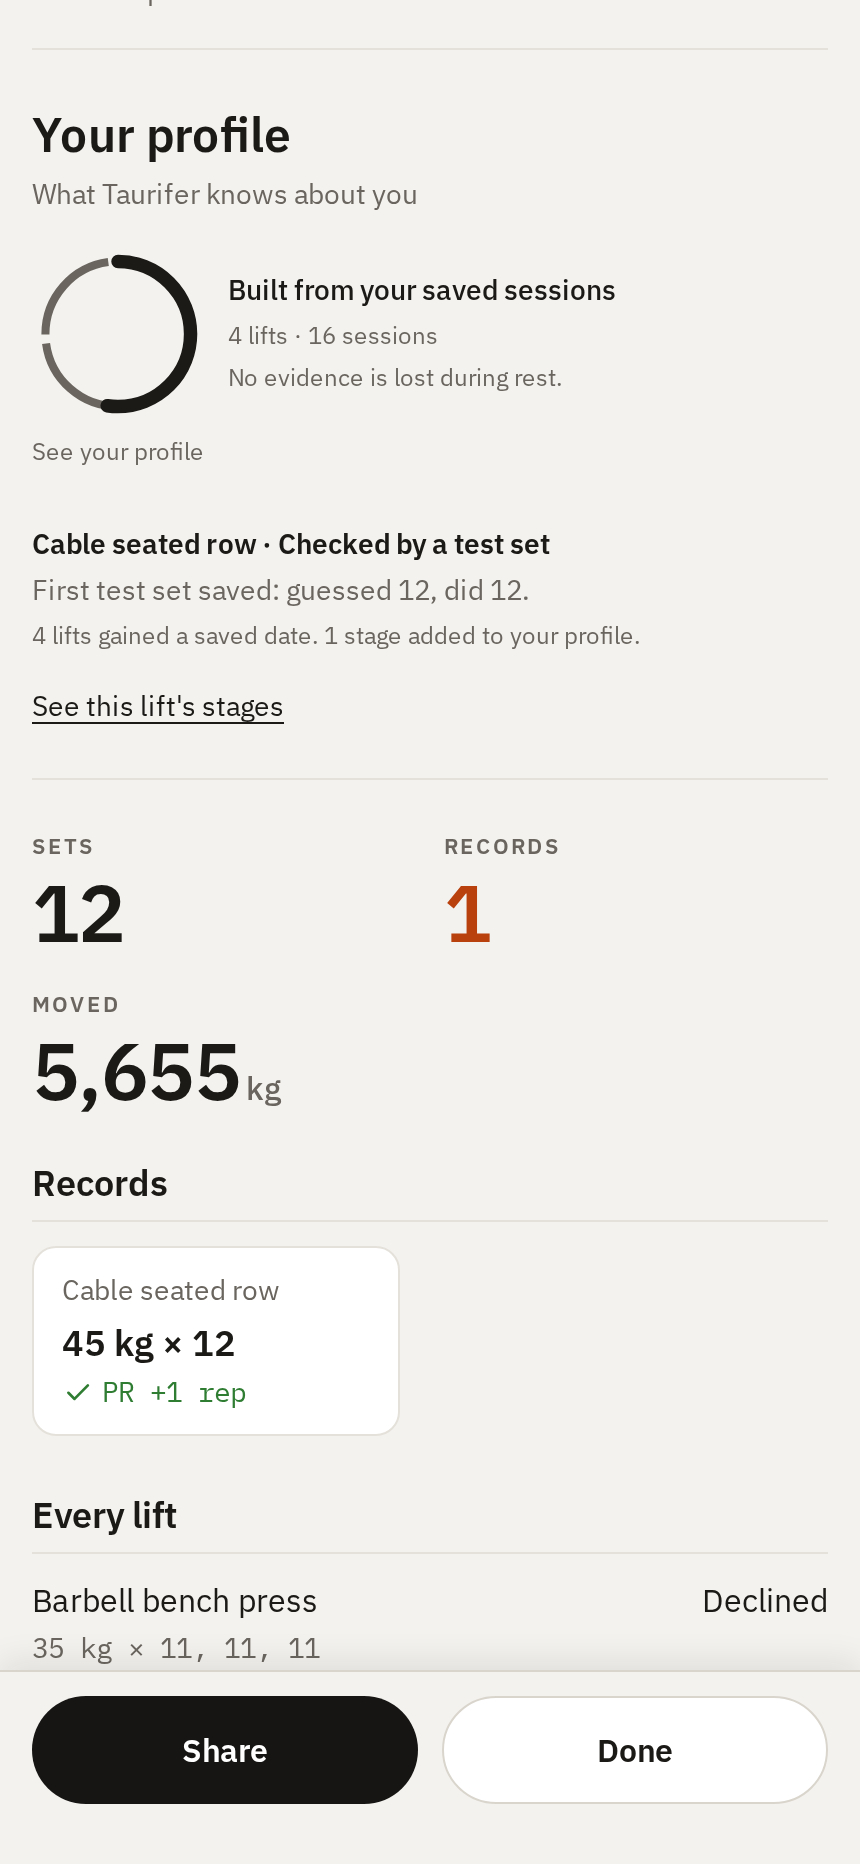 Your profile
What Taurifer knows about you
Built from your saved sessions
4 lifts · 16 sessions
No evidence is lost during rest.
See your profile
Cable seated row · Checked by a test set
First test set saved: guessed 12, did 12.
4 lifts gained a saved date. 1 stage added to your profile.
See this lift's stages
SETS
12
RECORDS
1
MOVED
5,655 kg
Records
Cable seated row
45 kg × 12
✓ PR +1 rep
Every lift
Barbell bench press
Declined
35 kg × 11, 11, 11
Share
Done